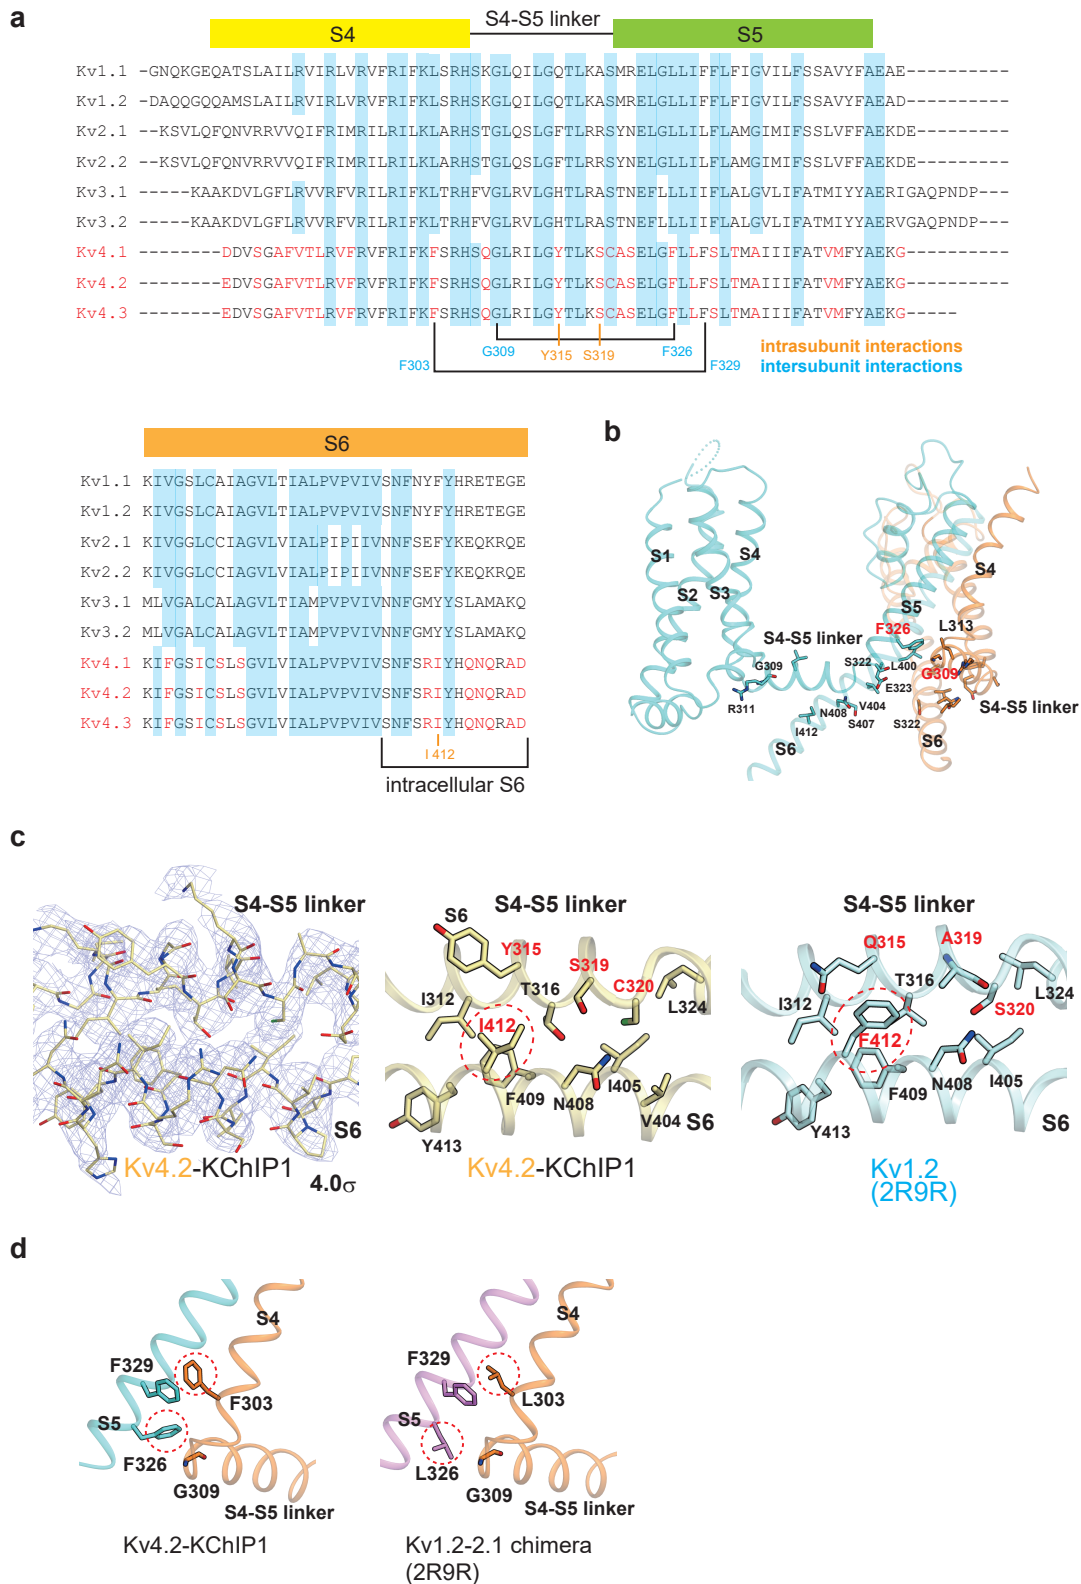 a
S4 S4-S5 linker S5
Kv1.1 -GNQKGEQATSLAILRVIRLVRVFRIFKLSRHSKGLQILGQTLKASMRELGLLIFFLFIGVILFSSAVYFAEAE----------
Kv1.2 -DAQQGQQAMSLAILRVIRLVRVFRIFKLSRHSKGLQILGQTLKASMRELGLLIFFLFIGVILFSSAVYFAEAD----------
Kv2.1 --KSVLQFQNVRRVVQIFRIMRILRILKLARHSTGLQSLGFTLRRSYNELGLLILFLAMGIMIFSSLVFFAEKDE---------
Kv2.2 --KSVLQFQNVRRVVQIFRIMRILRILKLARHSTGLQSLGFTLRRSYNELGLLILFLAMGIMIFSSLVFFAEKDE---------
Kv3.1 -----KAAKDVLGFLRVVRFVRILRIFKLTRHFVGLRVLGHTLRASTNEFLLLIIFLALGVLIFATMIYYAERIGAQPNDP---
Kv3.2 -----KAAKDVLGFLRVVRFVRILRIFKLTRHFVGLRVLGHTLRASTNEFLLLIIFLALGVLIFATMIYYAERVGAQPNDP---
Kv4.1 --------DDVSGAFVTLRVFRVFRIFKFSRHSQGLRILGYTLKSCASELGFLLFSLTMAIIIFATVMFYAEKG----------
Kv4.2 --------EDVSGAFVTLRVFRVFRIFKFSRHSQGLRILGYTLKSCASELGFLLFSLTMAIIIFATVMFYAEKG----------
Kv4.3 ---------EDVSGAFVTLRVFRVFRIFKFSRHSQGLRILGYTLKSCASELGFLLFSLTMAIIIFATVMFYAEKG-----
F303 G309 Y315 S319 F326 F329
intrasubunit interactions
intersubunit interactions
S6
Kv1.1 KIVGSLCAIAGVLTIALPVPVIVSNFNYFYHRETEGE
Kv1.2 KIVGSLCAIAGVLTIALPVPVIVSNFNYFYHRETEGE
Kv2.1 KIVGGLCCIAGVLVIALPIPIIVNNFSEFYKEQKRQE
Kv2.2 KIVGGLCCIAGVLVIALPIPIIVNNFSEFYKEQKRQE
Kv3.1 MLVGALCALAGVLTIAMPVPVIVNNFGMYYSLAMAKQ
Kv3.2 MLVGALCALAGVLTIAMPVPVIVNNFGMYYSLAMAKQ
Kv4.1 KIFGSICSLSGVLVIALPVPVIVSNFSRIYHQNQRAD
Kv4.2 KIFGSICSLSGVLVIALPVPVIVSNFSRIYHQNQRAD
Kv4.3 KIFGSICSLSGVLVIALPVPVIVSNFSRIYHQNQRAD
I 412
intracellular S6
b
S1 S2 S3 S4
S4-S5 linker
G309
R311
I412
N408
S6
S407
V404
E323
S322
L400
F326
S5
L313
S4
G309
S4-S5 linker
S322
S6
c
S4-S5 linker
S6
Kv4.2-KChIP1
4.0σ
S4-S5 linker
S6
Y315
S319
C320
T316
L324
I312
I412
I405
F409
N408
V404
S6
Y413
Kv4.2-KChIP1
S4-S5 linker
Q315
A319
T316
L324
I312
S320
F412
N408
I405
F409
Y413
S6
Kv1.2
(2R9R)
d
S4
F329
F303
S5
F326
G309
S4-S5 linker
Kv4.2-KChIP1
S4
F329
L303
S5
L326
G309
S4-S5 linker
Kv1.2-2.1 chimera
(2R9R)